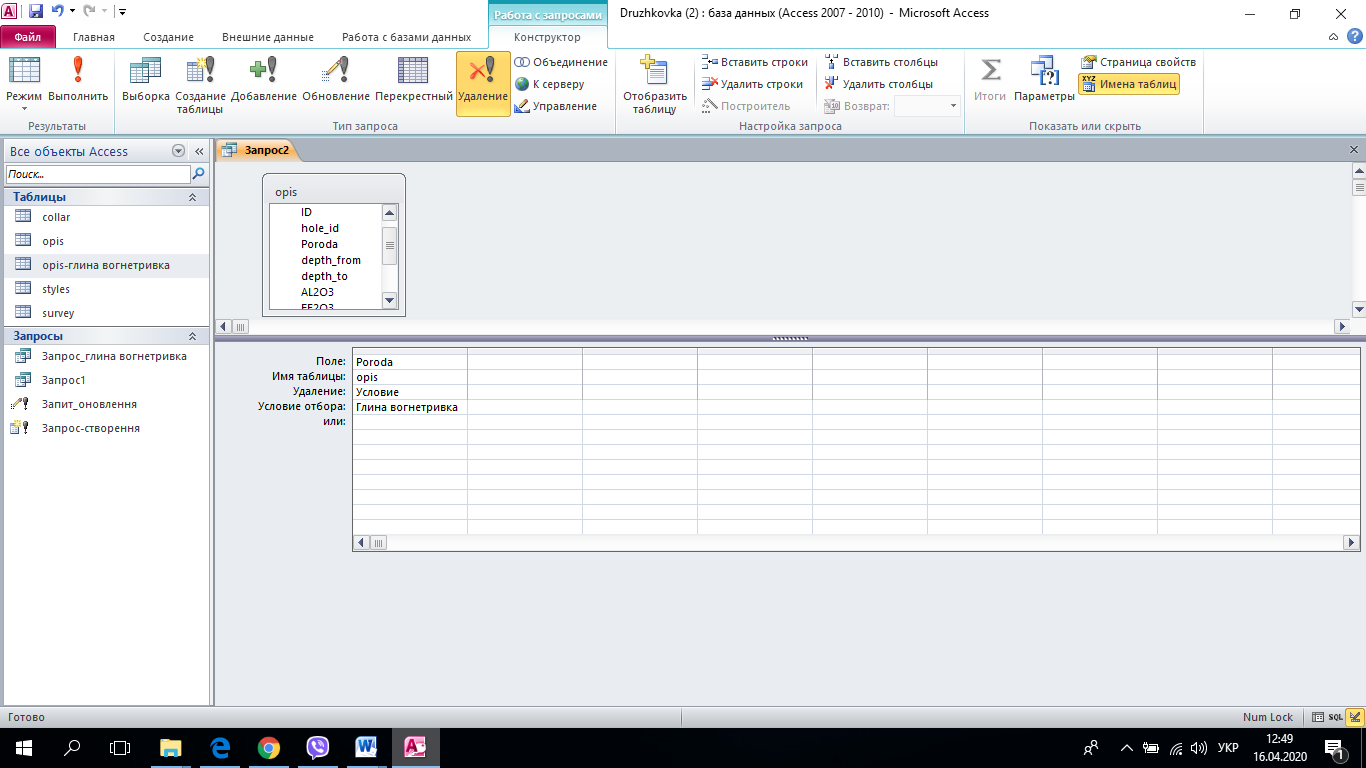 Работа с запросами
Druzhkovka (2) : база данных (Access 2007 - 2010) - Microsoft Access
Файл
Главная
Создание
Внешние данные
Работа с базами данных
Конструктор
Режим
Выполнить
Выборка
Создание таблицы
Добавление
Обновление
Перекрестный
Удаление
Объединение
К серверу
Управление
Отобразить таблицу
Вставить строки
Удалить строки
Построитель
Вставить столбцы
Удалить столбцы
Возврат:
Итоги
Параметры
Страница свойств
Имена таблиц
Результаты
Тип запроса
Настройка запроса
Показать или скрыть
Все объекты Access
Поиск...
Таблицы
collar
opis
opis-глина вогнетривка
styles
survey
Запросы
Запрос_глина вогнетривка
Запрос1
Запит_оновлення
Запрос-створення
Запрос2
opis
ID
hole_id
Poroda
depth_from
depth_to
AL2O3
FE2O3
Поле: Poroda
Имя таблицы: opis
Удаление: Условие
Условие отбора: Глина вогнетривка
или:
Готово
Num Lock
SQL
УКР
12:49
16.04.2020
1